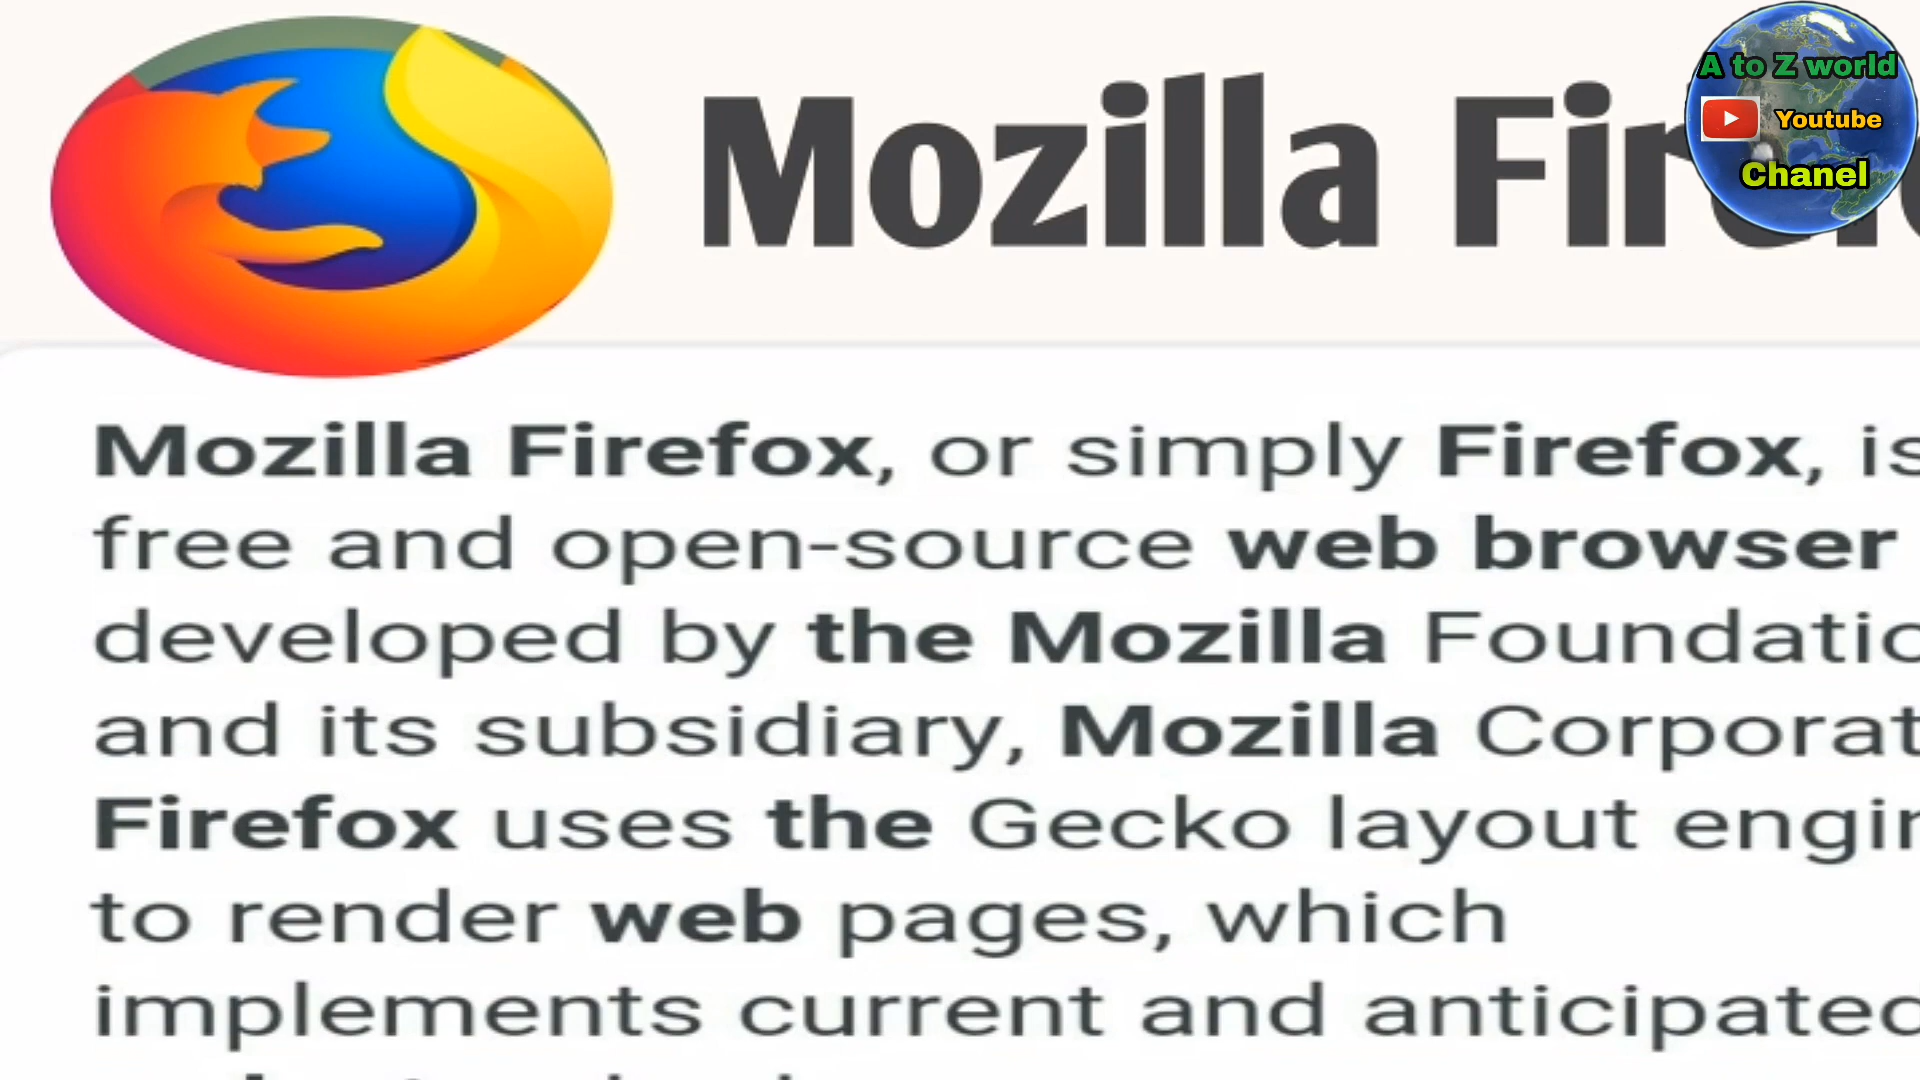 Mozilla Fir
A to Z world
Youtube
Chanel
Mozilla Firefox, or simply Firefox, is
free and open-source web browser
developed by the Mozilla Foundatio
and its subsidiary, Mozilla Corporat
Firefox uses the Gecko layout engin
to render web pages, which
implements current and anticipated